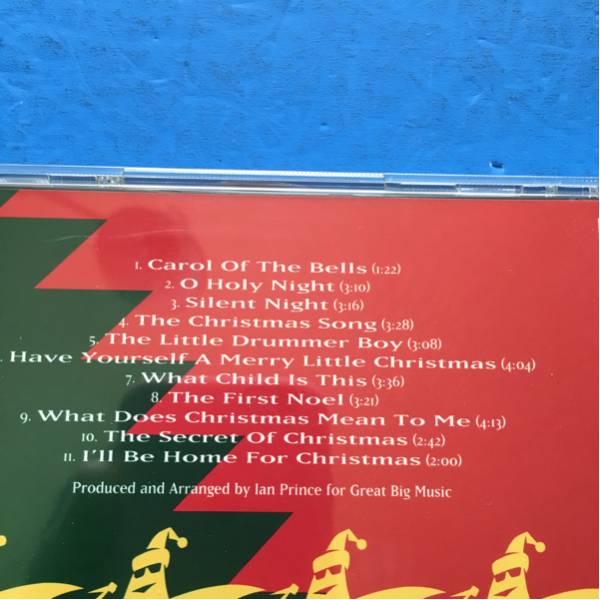 1. Carol Of The Bells (1:22)
2. O Holy Night (3:10)
3. Silent Night (3:16)
4. The Christmas Song (3:28)
5. The Little Drummer Boy (3:08)
. Have Yourself A Merry Little Christmas (4:04)
7. What Child Is This (3:36)
8. The First Noel (3:21)
9. What Does Christmas Mean To Me (4:13)
10. The Secret Of Christmas (2:42)
11. I'll Be Home For Christmas (2:00)
Produced and Arranged by Ian Prince for Great Big Music